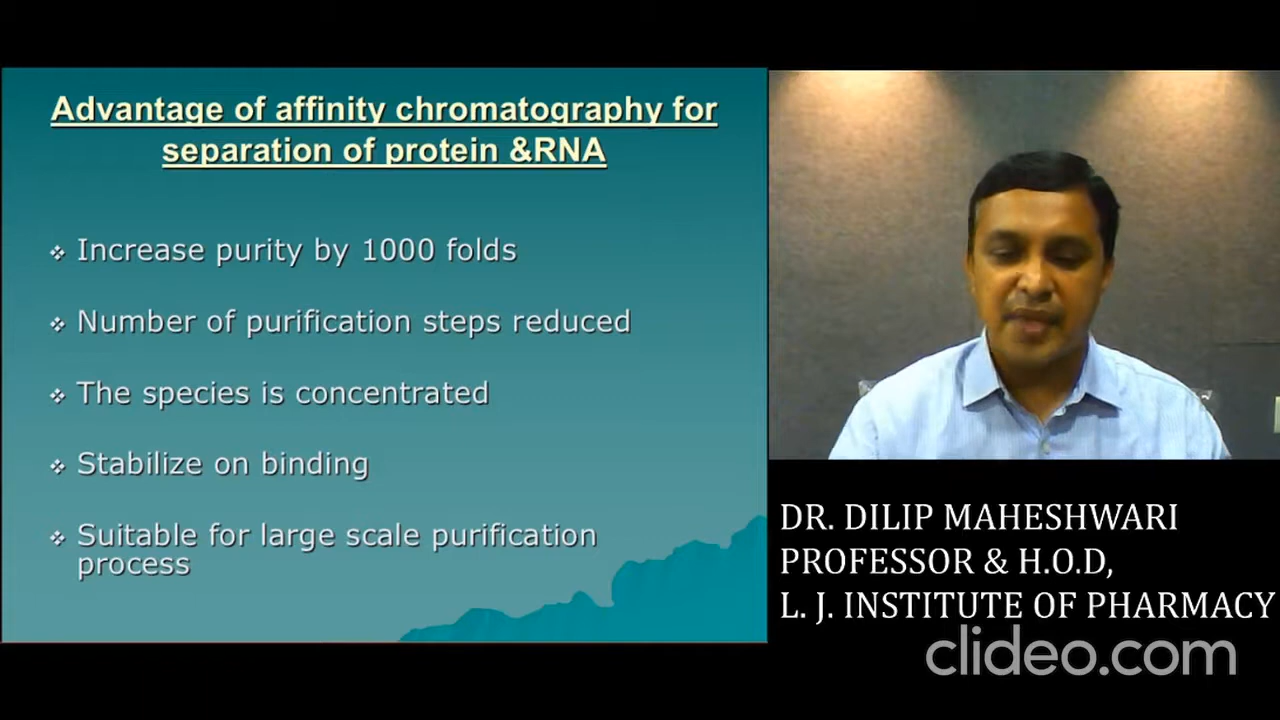 Advantage of affinity chromatography for
separation of protein &RNA
❖ Increase purity by 1000 folds
❖ Number of purification steps reduced
❖ The species is concentrated
❖ Stabilize on binding
❖ Suitable for large scale purification
process
DR. DILIP MAHESHWARI
PROFESSOR & H.O.D,
L. J. INSTITUTE OF PHARMACY
clideo.com